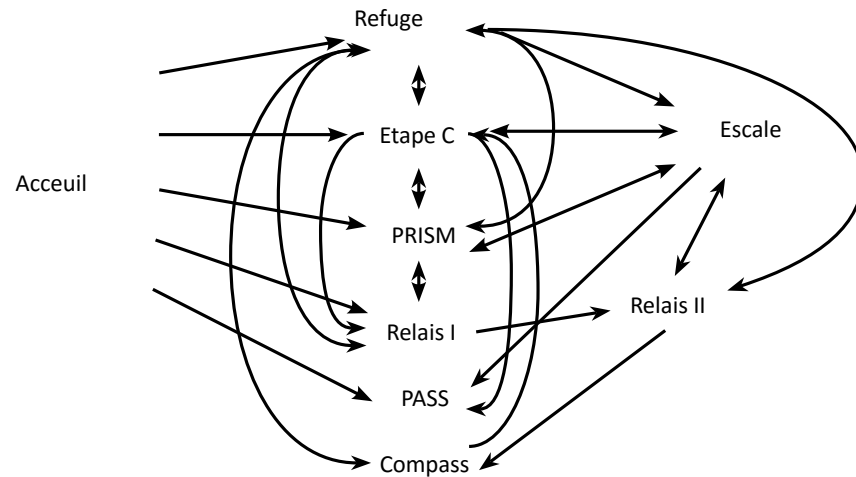 Refuge
Etape C
Escale
Acceuil
PRISM
Relais II
Relais I
PASS
Compass